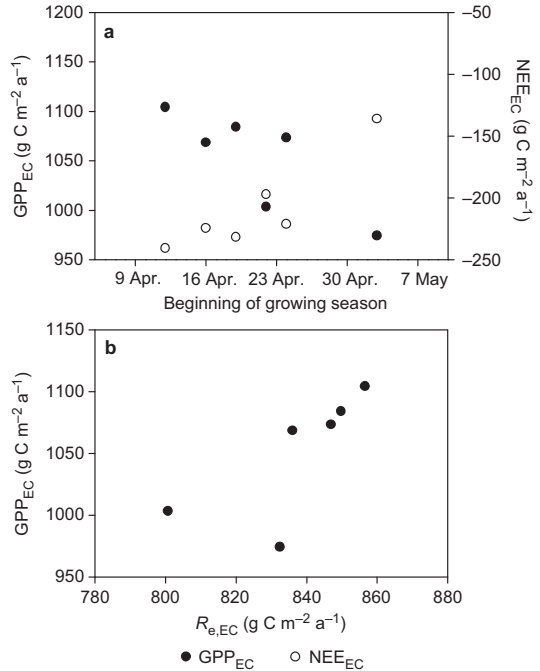 a
1200
1150
1100
1050
1000
950
GPP_EC (g C m⁻² a⁻¹)
−50
−100
−150
−200
−250
NEE_EC
(g C m⁻² a⁻¹)
9 Apr. 16 Apr. 23 Apr. 30 Apr. 7 May
Beginning of growing season
b
1150
1100
1050
1000
950
GPP_EC (g C m⁻² a⁻¹)
780 800 820 840 860 880
R_e,EC (g C m⁻² a⁻¹)
GPP_EC NEE_EC